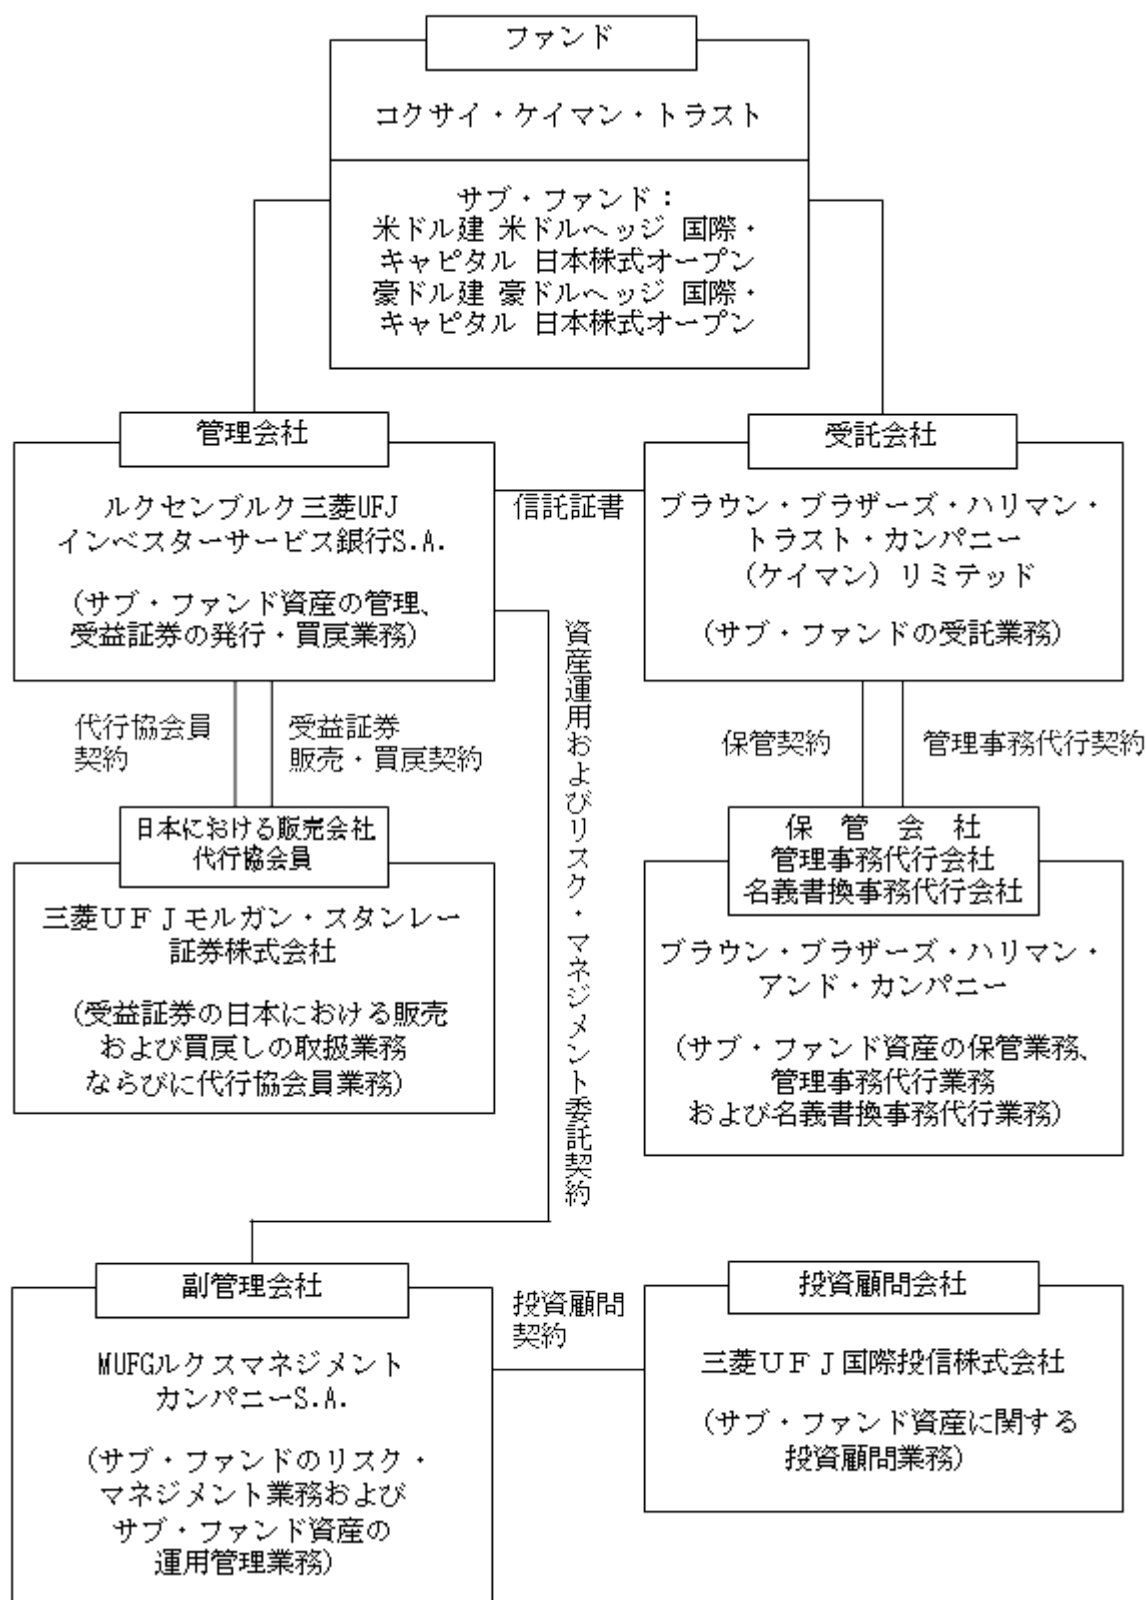 ファンド
コクサイ・ケイマン・トラスト
サブ・ファンド:
米ドル建 米ドルヘッジ 国際・
キャピタル 日本株式オープン
豪ドル建 豪ドルヘッジ 国際・
キャピタル 日本株式オープン
管理会社
ルクセンブルク三菱UFJ
インベスターサービス銀行S.A.
(サブ・ファンド資産の管理、
受益証券の発行・買戻業務)
信託証書
受託会社
ブラウン・ブラザーズ・ハリマン・
トラスト・カンパニー
(ケイマン)リミテッド
(サブ・ファンドの受託業務)
代行協会員
契約
受益証券
販売・買戻契約
資産運用およびリスク・マネジメント委託契約
保管契約
管理事務代行契約
日本における販売会社
代行協会員
三菱UFJモルガン・スタンレー
証券株式会社
(受益証券の日本における販売
および買戻しの取扱業務
ならびに代行協会員業務)
保管会社
管理事務代行会社
名義書換事務代行会社
ブラウン・ブラザーズ・ハリマン・
アンド・カンパニー
(サブ・ファンド資産の保管業務、
管理事務代行業務
および名義書換事務代行業務)
副管理会社
MUFGルクスマネジメント
カンパニーS.A.
(サブ・ファンドのリスク・
マネジメント業務および
サブ・ファンド資産の
運用管理業務)
投資顧問
契約
投資顧問会社
三菱UFJ国際投信株式会社
(サブ・ファンド資産に関する
投資顧問業務)